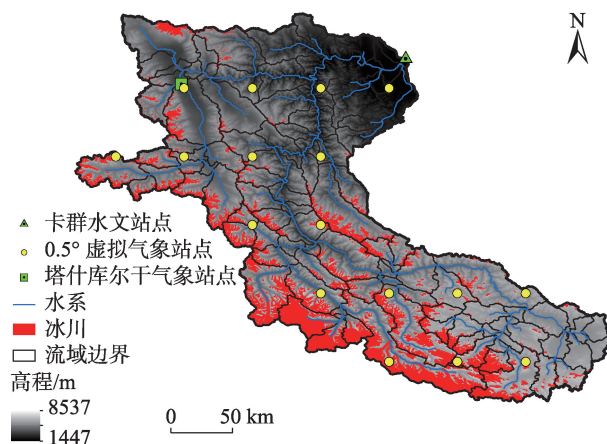 N
卡群水文站点
0.5° 虚拟气象站点
塔什库尔干气象站点
水系
冰川
流域边界
高程/m
8537
1447
0 50 km